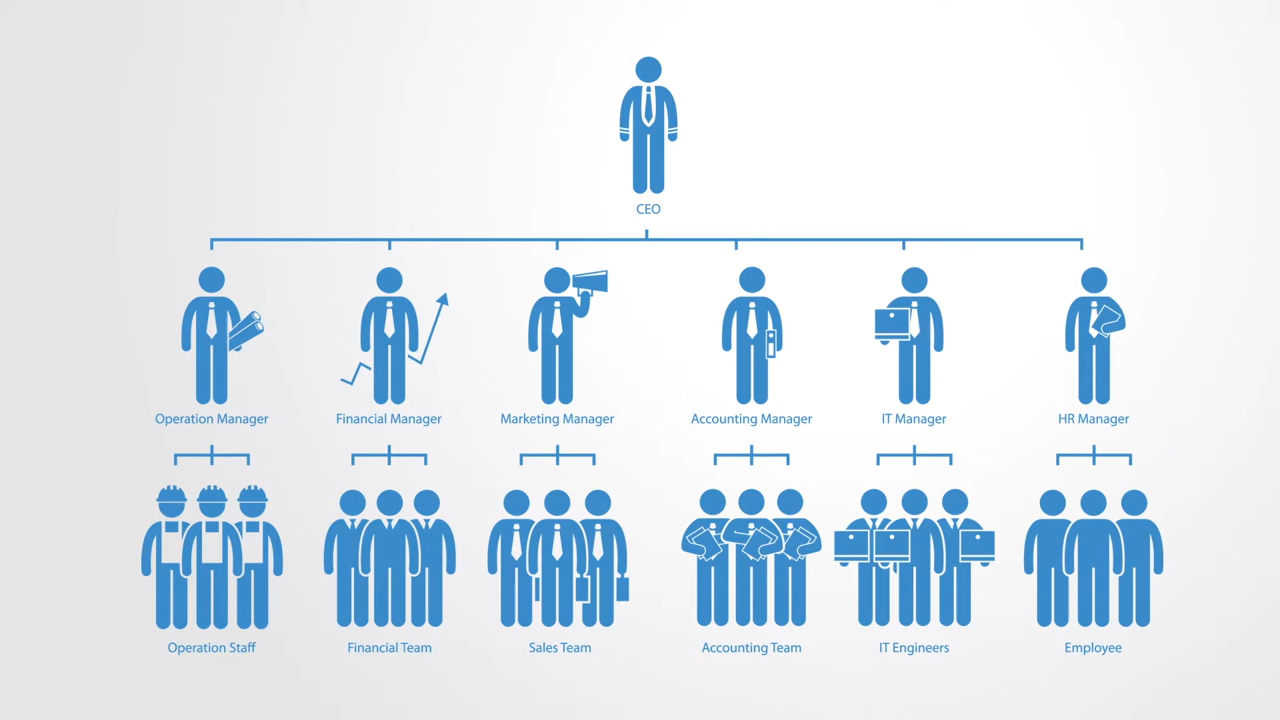 CEO
Operation Manager
Financial Manager
Marketing Manager
Accounting Manager
IT Manager
HR Manager
Operation Staff
Financial Team
Sales Team
Accounting Team
IT Engineers
Employee